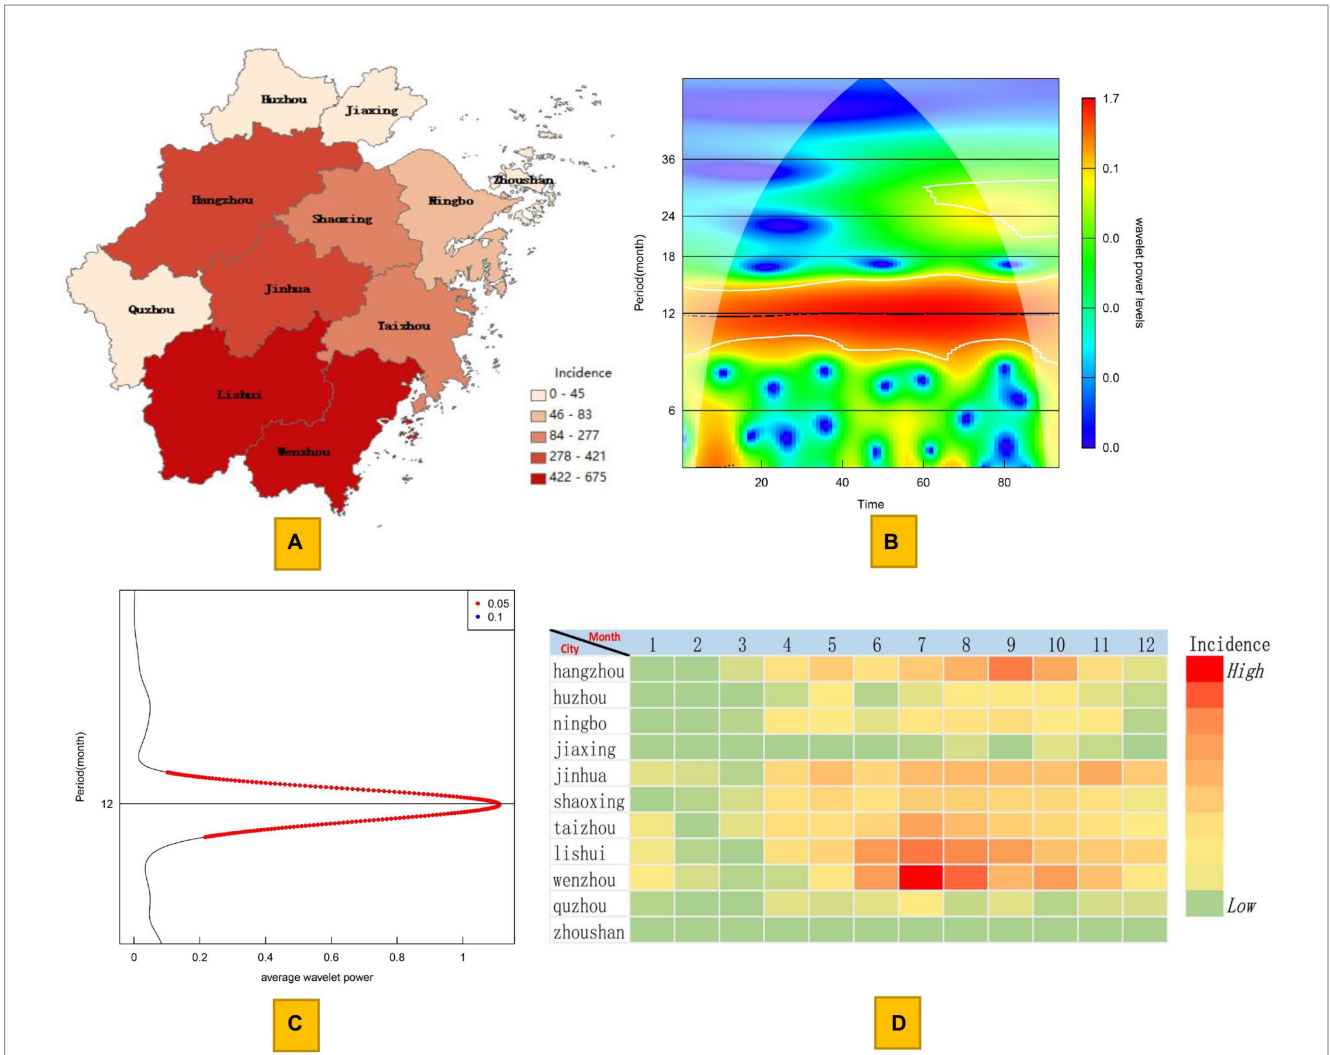 Huzhou
Jiaxing
Hangzhou
Zhoushan
Ningbo
Shaoxing
Jinhua
Quzhou
Taizhou
Lishui
Wenzhou
Incidence
0 - 45
46 - 83
84 - 277
278 - 421
422 - 675
A
Period(month)
36
24
18
12
6
20 40 60 80
Time
1.7
0.1
0.0
0.0
0.0
0.0
wavelet power levels
B
0.05
0.1
Period(month)
12
0 0.2 0.4 0.6 0.8 1
average wavelet power
C
Month
City
1 2 3 4 5 6 7 8 9 10 11 12
hangzhou
huzhou
ningbo
jiaxing
jinhua
shaoxing
taizhou
lishui
wenzhou
quzhou
zhoushan
Incidence
High
Low
D